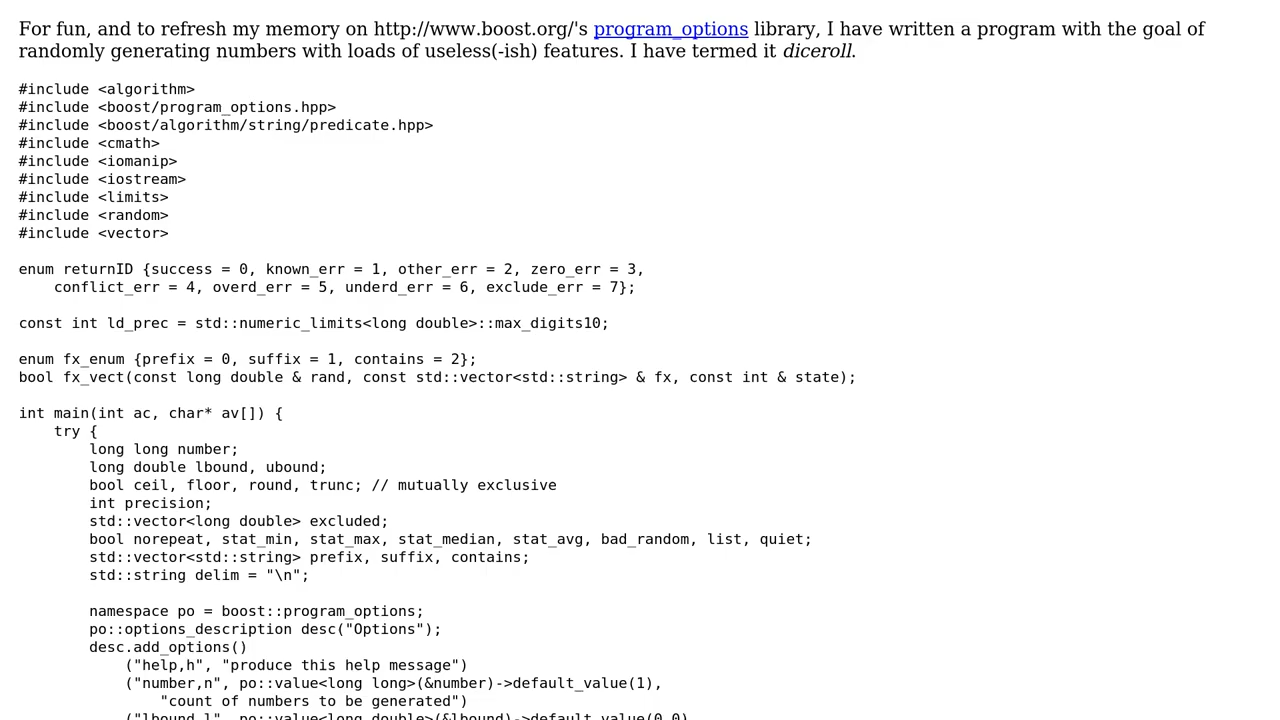 For fun, and to refresh my memory on http://www.boost.org/'s program_options library, I have written a program with the goal of
randomly generating numbers with loads of useless(-ish) features. I have termed it diceroll.
#include <algorithm>
#include <boost/program_options.hpp>
#include <boost/algorithm/string/predicate.hpp>
#include <cmath>
#include <iomanip>
#include <iostream>
#include <limits>
#include <random>
#include <vector>
enum returnID {success = 0, known_err = 1, other_err = 2, zero_err = 3,
    conflict_err = 4, overd_err = 5, underd_err = 6, exclude_err = 7};
const int ld_prec = std::numeric_limits<long double>::max_digits10;
enum fx_enum {prefix = 0, suffix = 1, contains = 2};
bool fx_vect(const long double & rand, const std::vector<std::string> & fx, const int & state);
int main(int ac, char* av[]) {
    try {
        long long number;
        long double lbound, ubound;
        bool ceil, floor, round, trunc; // mutually exclusive
        int precision;
        std::vector<long double> excluded;
        bool norepeat, stat_min, stat_max, stat_median, stat_avg, bad_random, list, quiet;
        std::vector<std::string> prefix, suffix, contains;
        std::string delim = "\n";
        namespace po = boost::program_options;
        po::options_description desc("Options");
        desc.add_options()
            ("help,h", "produce this help message")
            ("number,n", po::value<long long>(&number)->default_value(1),
                "count of numbers to be generated")
            ("lbound,l", po::value<long double>(&lbound)->default_value(0.0),